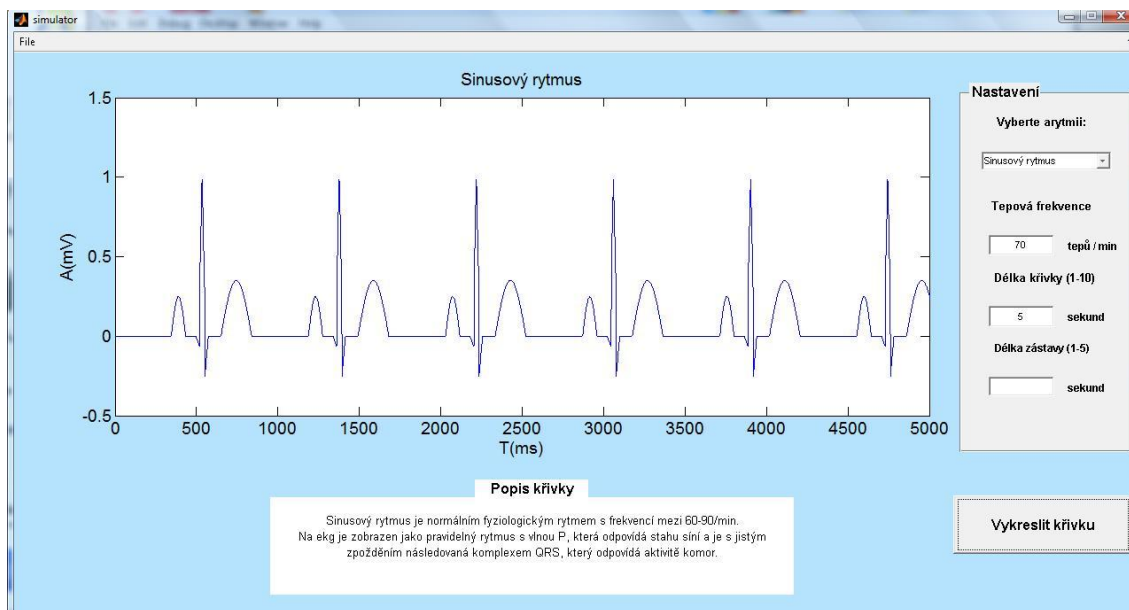 simulator
File
Sinusový rytmus
1.5
1
0.5
0
-0.5
A(mV)
0 500 1000 1500 2000 2500 3000 3500 4000 4500 5000
T(ms)
Nastavení
Vyberte arytmii:
Sinusový rytmus
Tepová frekvence
70 tepů / min
Délka křivky (1-10)
5 sekund
Délka zástavy (1-5)
sekund
Popis křivky
Sinusový rytmus je normálním fyziologickým rytmem s frekvencí mezi 60-90/min.
Na ekg je zobrazen jako pravidelný rytmus s vlnou P, která odpovídá stahu síní a je s jistým
zpožděním následovaná komplexem QRS, který odpovídá aktivitě komor.
Vykreslit křivku